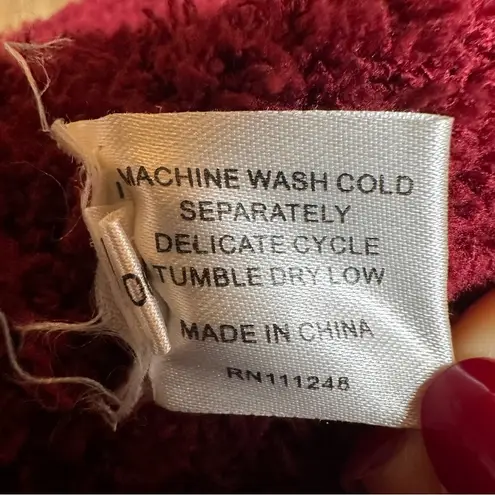 MACHINE WASH COLD
SEPARATELY
DELICATE CYCLE
TUMBLE DRY LOW
MADE IN CHINA
RN111248